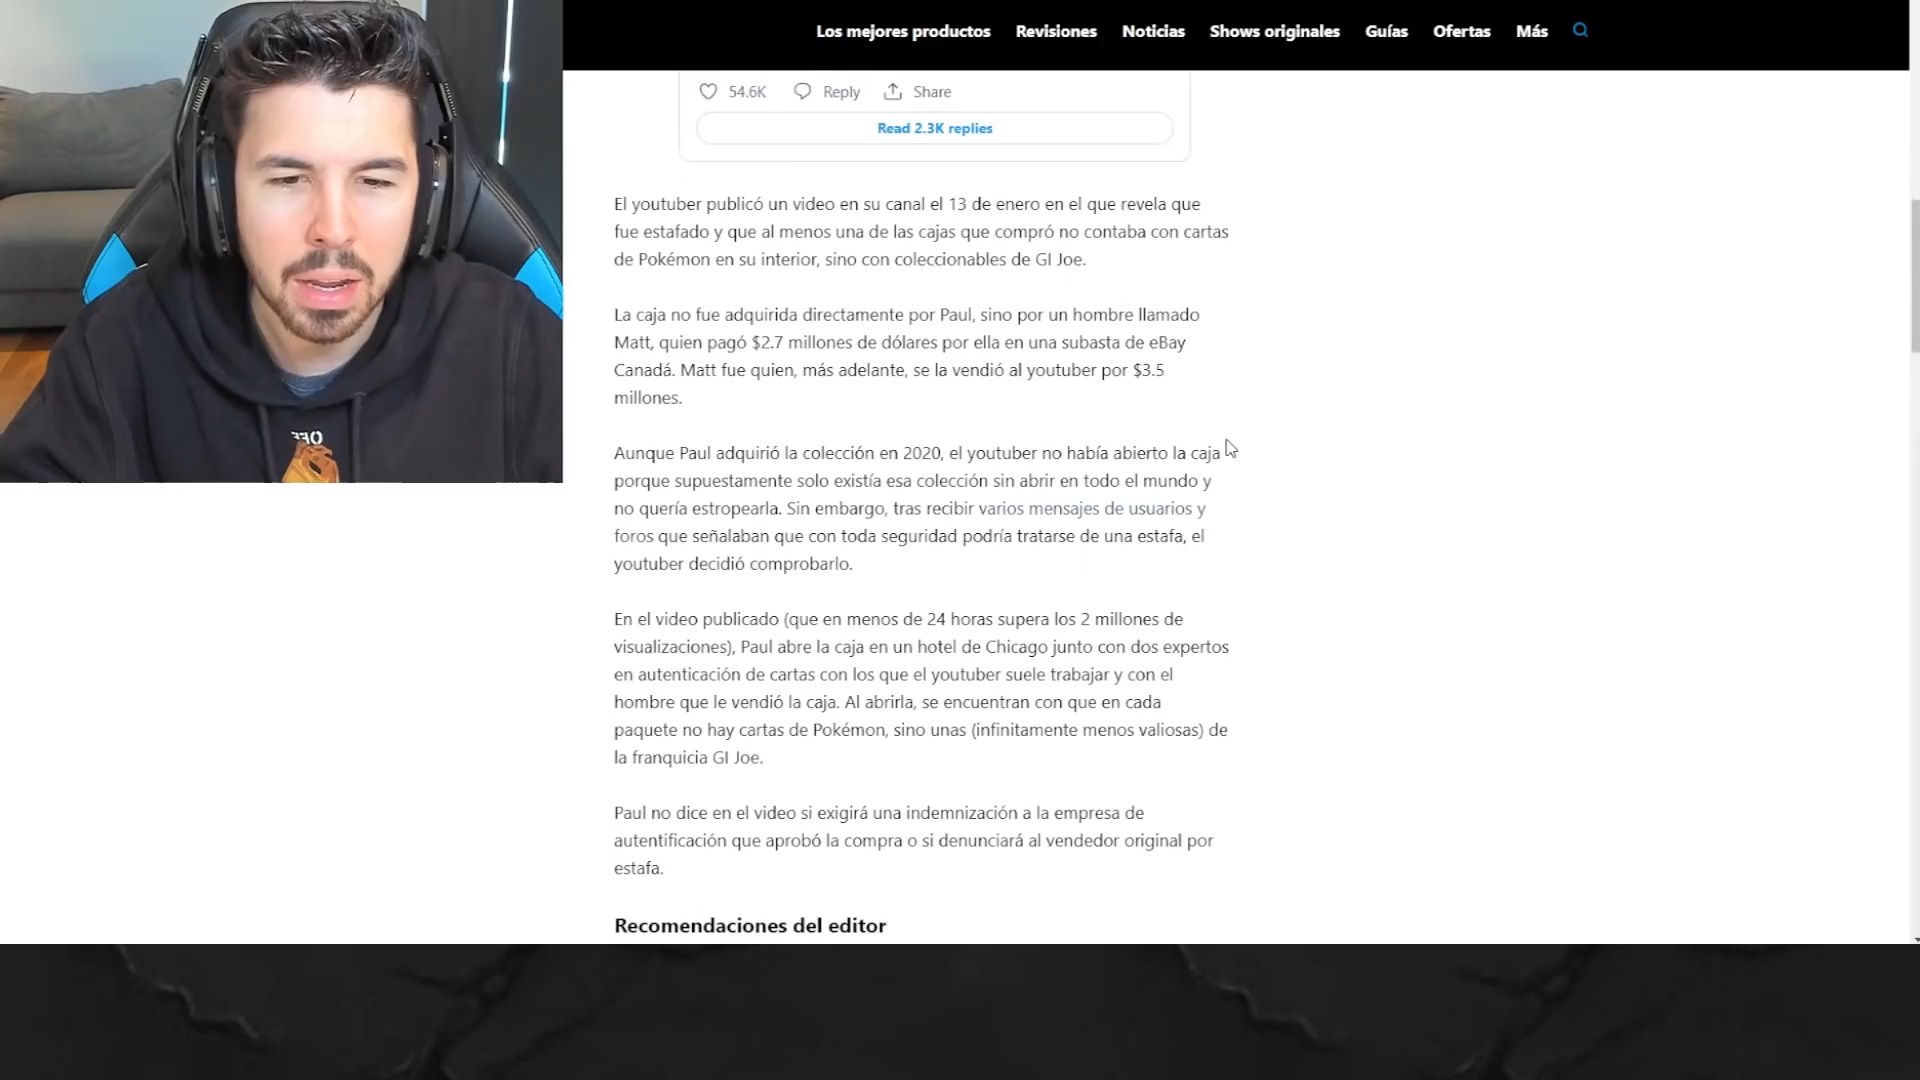 Los mejores productos Revisiones Noticias Shows originales Guías Ofertas Más
54.6K Reply Share
Read 2.3K replies
El youtuber publicó un video en su canal el 13 de enero en el que revela que
fue estafado y que al menos una de las cajas que compró no contaba con cartas
de Pokémon en su interior, sino con coleccionables de GI Joe.
La caja no fue adquirida directamente por Paul, sino por un hombre llamado
Matt, quien pagó $2.7 millones de dólares por ella en una subasta de eBay
Canadá. Matt fue quien, más adelante, se la vendió al youtuber por $3.5
millones.
Aunque Paul adquirió la colección en 2020, el youtuber no había abierto la caja
porque supuestamente solo existía esa colección sin abrir en todo el mundo y
no quería estropearla. Sin embargo, tras recibir varios mensajes de usuarios y
foros que señalaban que con toda seguridad podría tratarse de una estafa, el
youtuber decidió comprobarlo.
En el video publicado (que en menos de 24 horas supera los 2 millones de
visualizaciones), Paul abre la caja en un hotel de Chicago junto con dos expertos
en autenticación de cartas con los que el youtuber suele trabajar y con el
hombre que le vendió la caja. Al abrirla, se encuentran con que en cada
paquete no hay cartas de Pokémon, sino unas (infinitamente menos valiosas) de
la franquicia GI Joe.
Paul no dice en el video si exigirá una indemnización a la empresa de
autentificación que aprobó la compra o si denunciará al vendedor original por
estafa.
Recomendaciones del editor
OFF